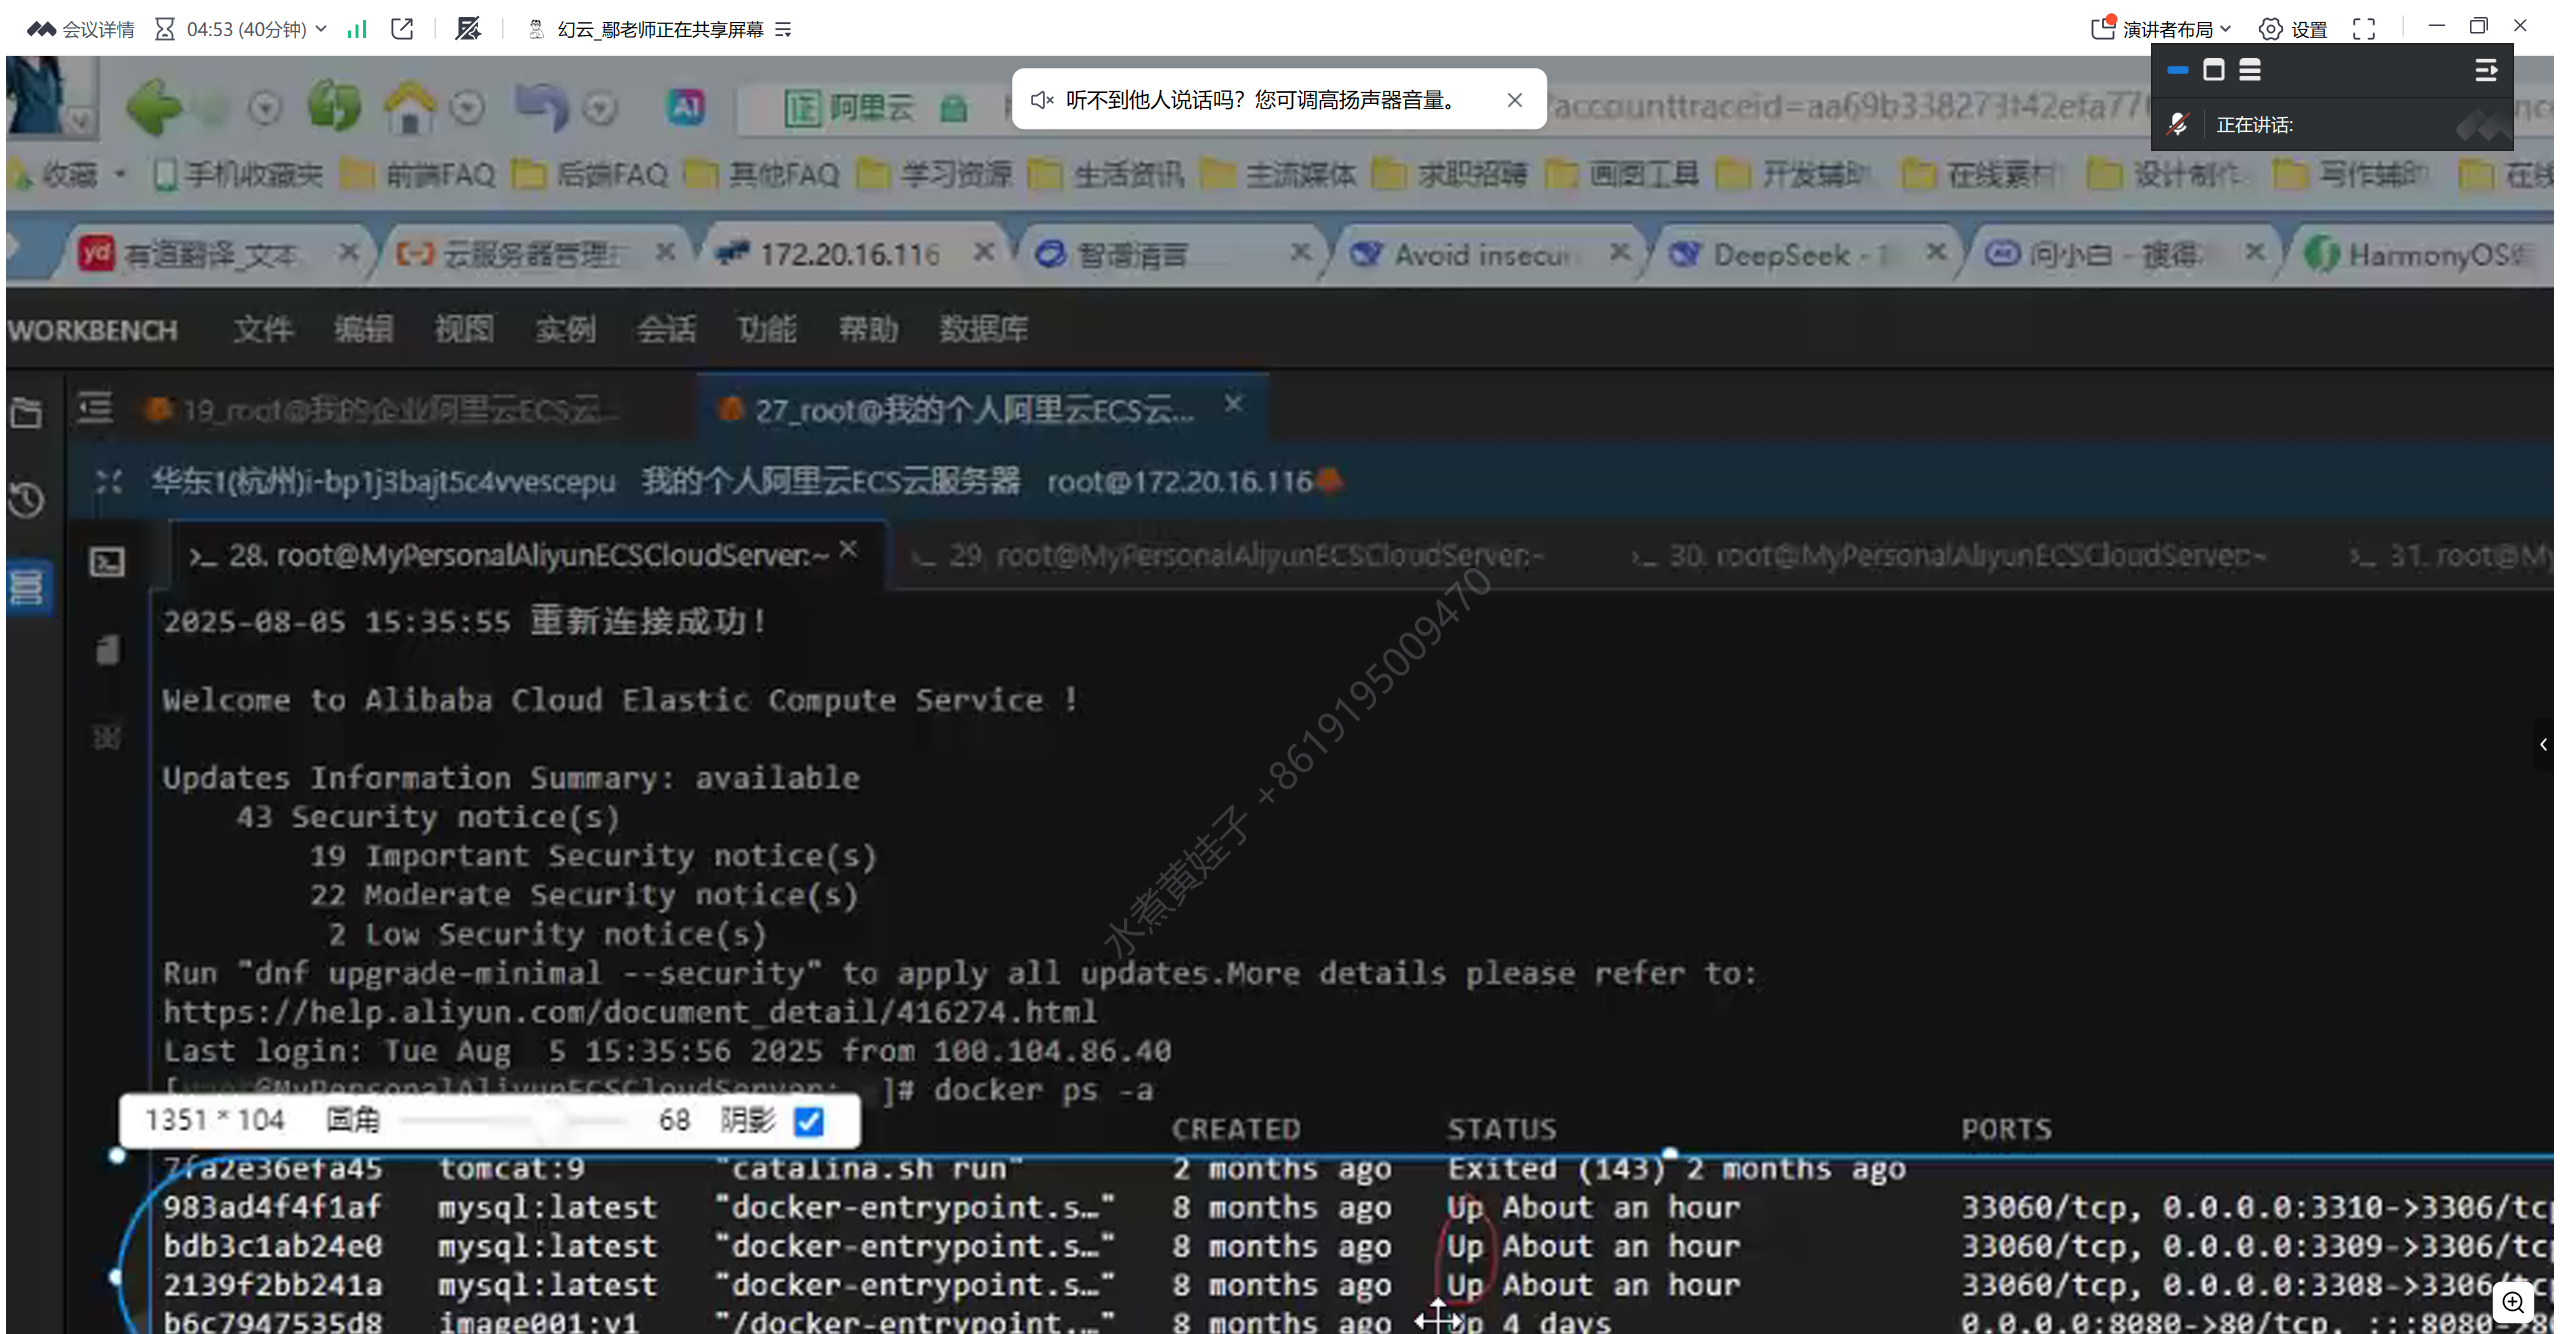 会议详情 04:53 (40分钟) 幻云_鄢老师正在共享屏幕 演讲者布局 设置
听不到他人说话吗？您可调高扬声器音量。
正在讲话:
AI 证 阿里云 ?accounttraceid=aa69b338273f42efa77
收藏 手机收藏夹 前端FAQ 后端FAQ 其他FAQ 学习资源 生活资讯 主流媒体 求职招聘 画图工具 开发辅助 在线素材 设计制作 写作辅助 在线
yd 有道翻译_文本 云服务器管理 172.20.16.116 智谱清言 Avoid insecu DeepSeek - 问小白 - 搜得 HarmonyOS
WORKBENCH 文件 编辑 视图 实例 会话 功能 帮助 数据库
19_root@我的企业阿里云ECS云... 27_root@我的个人阿里云ECS云...
华东1(杭州)i-bp1j3bajt5c4vvescepu 我的个人阿里云ECS云服务器 root@172.20.16.116
>_ 28. root@MyPersonalAliyunECSCloudServer:~ >_ 29. root@MyPersonalAliyunECSCloudServer:~ >_ 30. root@MyPersonalAliyunECSCloudServer:~ >_ 31. root@My
2025-08-05 15:35:55 重新连接成功!
Welcome to Alibaba Cloud Elastic Compute Service !
Updates Information Summary: available
43 Security notice(s)
19 Important Security notice(s)
22 Moderate Security notice(s)
2 Low Security notice(s)
Run "dnf upgrade-minimal --security" to apply all updates.More details please refer to:
https://help.aliyun.com/document_detail/416274.html
Last login: Tue Aug 5 15:35:56 2025 from 100.104.86.40
@MyPersonalAliyunECSCloudServer: ]# docker ps -a
1351 * 104 圆角 68 阴影
CREATED STATUS PORTS
7fa2e36efa45 tomcat:9 "catalina.sh run" 2 months ago Exited (143) 2 months ago
983ad4f4f1af mysql:latest "docker-entrypoint.s…" 8 months ago Up About an hour 33060/tcp, 0.0.0.0:3310->3306/tcp
bdb3c1ab24e0 mysql:latest "docker-entrypoint.s…" 8 months ago Up About an hour 33060/tcp, 0.0.0.0:3309->3306/tcp
2139f2bb241a mysql:latest "docker-entrypoint.s…" 8 months ago Up About an hour 33060/tcp, 0.0.0.0:3308->3306/tc
b6c7947535d8 image001:v1 "/docker-entrypoint.…" 8 months ago Up 4 days 0.0.0.0:8080->80/tcp, :::8080->80
水煮黄娃子 +8619195009470